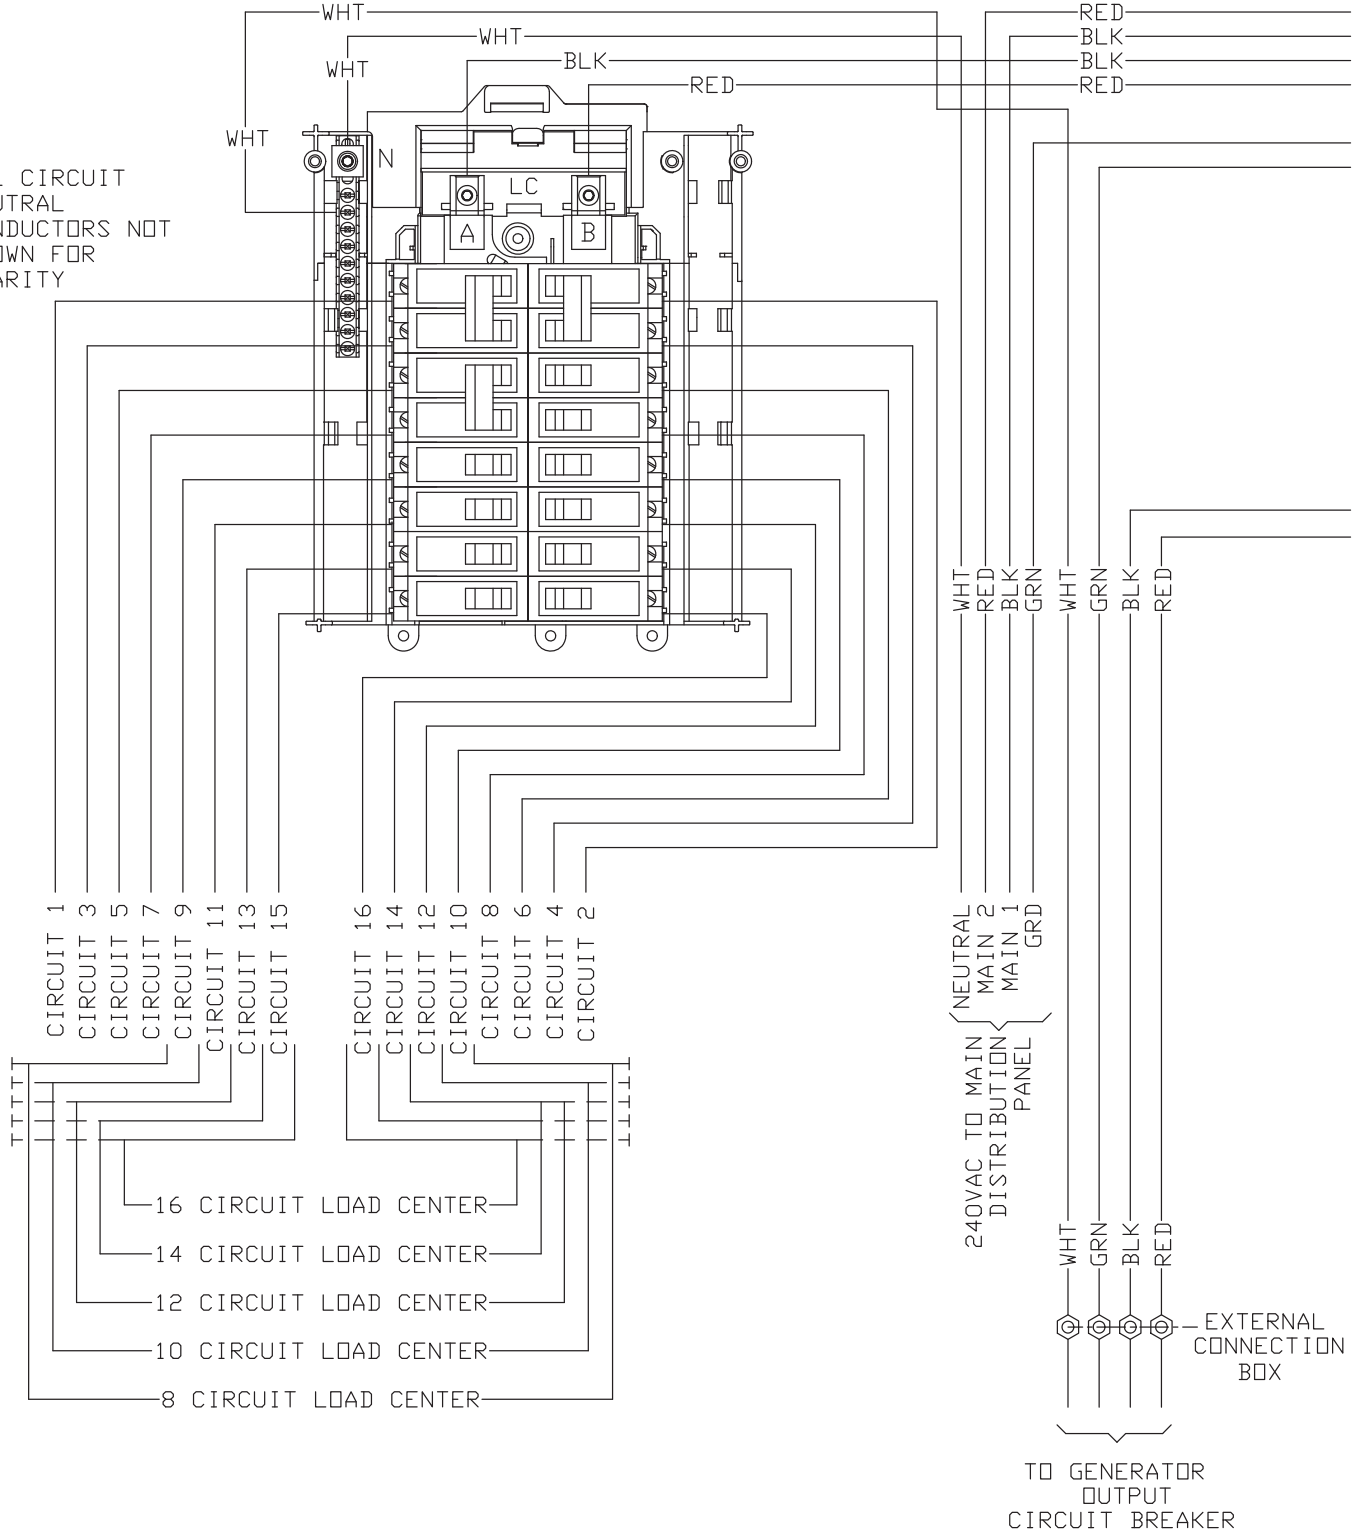 WHT
RED
WHT
BLK
BLK
BLK
WHT
RED
RED
WHT
N
CIRCUIT
NOT
FOR
LC
A
B
WHT
RED
BLK
GRN
WHT
GRN
BLK
RED
CIRCUIT 1
CIRCUIT 3
CIRCUIT 5
CIRCUIT 7
CIRCUIT 9
CIRCUIT 11
CIRCUIT 13
CIRCUIT 15
CIRCUIT 16
CIRCUIT 14
CIRCUIT 12
CIRCUIT 10
CIRCUIT 8
CIRCUIT 6
CIRCUIT 4
CIRCUIT 2
NEUTRAL
MAIN 2
MAIN 1
GRD
240VAC TO MAIN
DISTRIBUTION
PANEL
16 CIRCUIT LOAD CENTER
14 CIRCUIT LOAD CENTER
12 CIRCUIT LOAD CENTER
10 CIRCUIT LOAD CENTER
8 CIRCUIT LOAD CENTER
WHT
GRN
BLK
RED
EXTERNAL
CONNECTION
BOX
TO GENERATOR
OUTPUT
CIRCUIT BREAKER